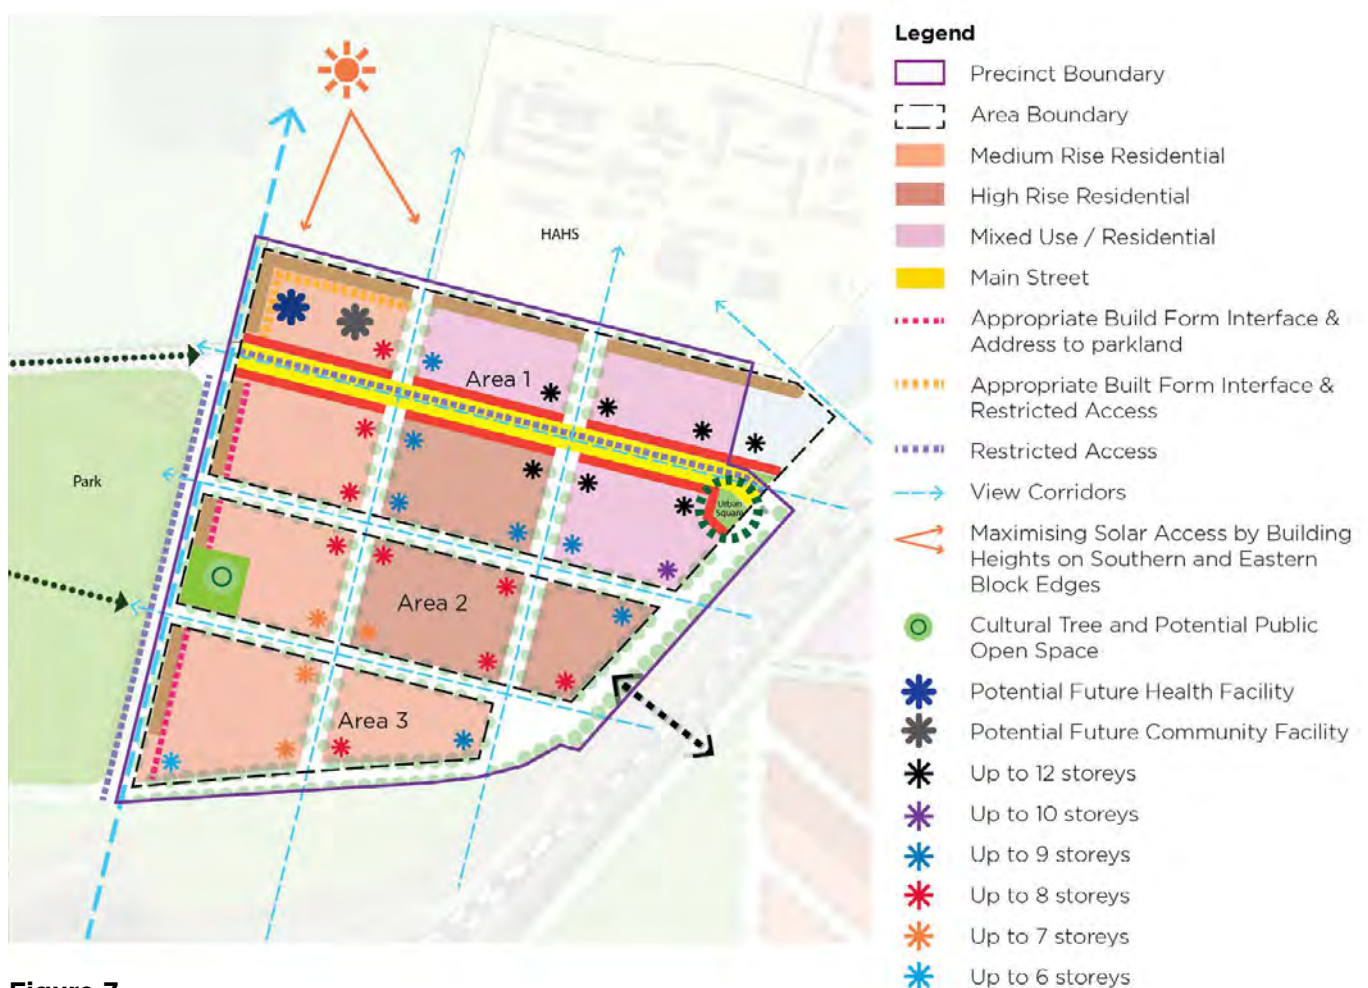 HAHS
Area 1
Park
Urban
Square
Area 2
Area 3
Legend
Precinct Boundary
Area Boundary
Medium Rise Residential
High Rise Residential
Mixed Use / Residential
Main Street
Appropriate Build Form Interface &
Address to parkland
Appropriate Built Form Interface &
Restricted Access
Restricted Access
View Corridors
Maximising Solar Access by Building
Heights on Southern and Eastern
Block Edges
Cultural Tree and Potential Public
Open Space
Potential Future Health Facility
Potential Future Community Facility
Up to 12 storeys
Up to 10 storeys
Up to 9 storeys
Up to 8 storeys
Up to 7 storeys
Up to 6 storeys
Figure 7